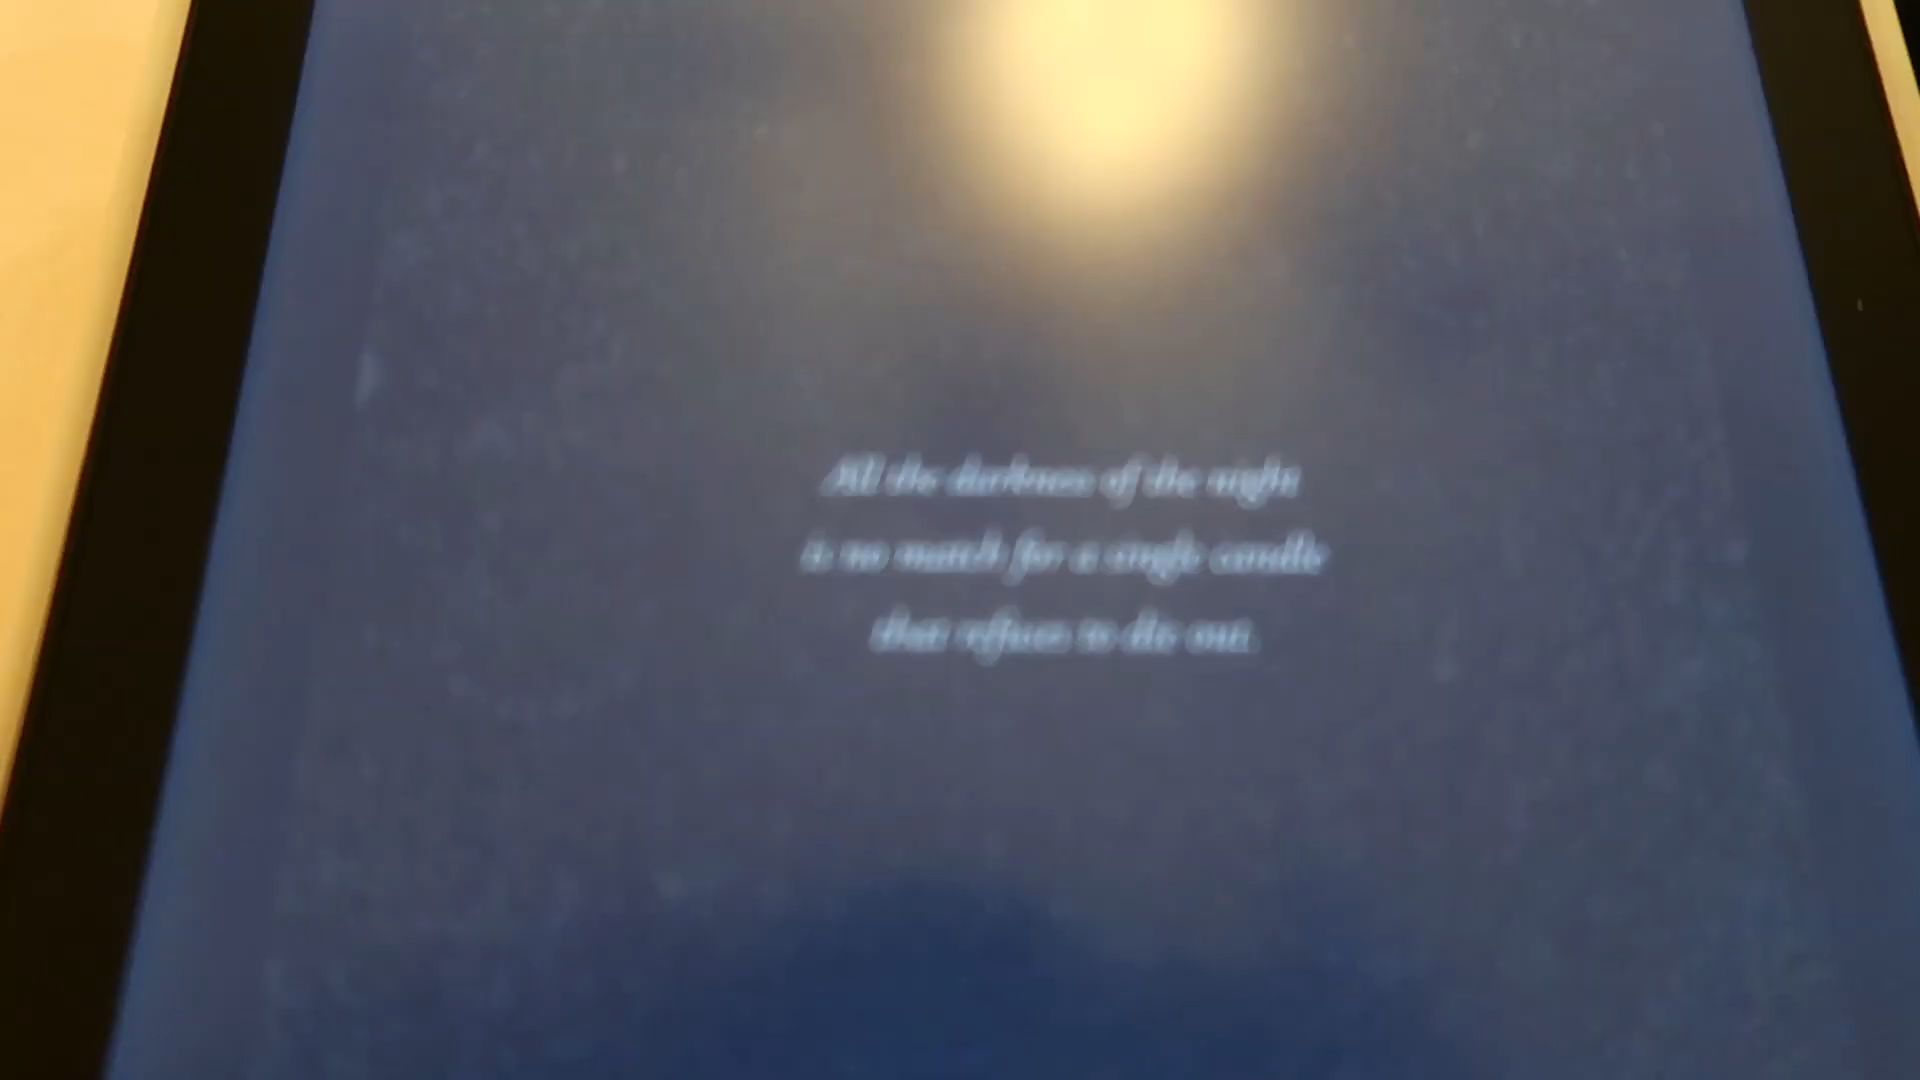 All the darkness of the night
is no match for a single candle
that refuses to die out.